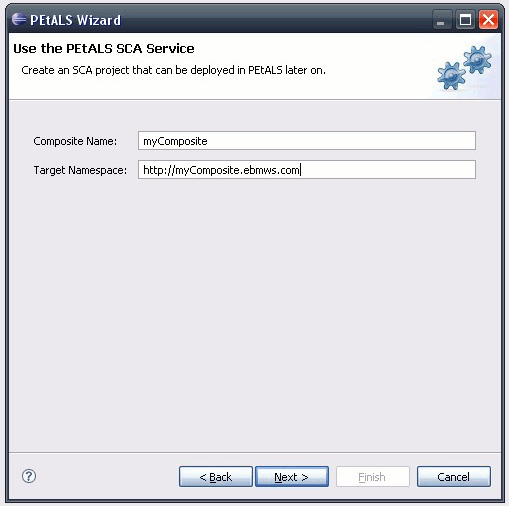 PEtALS Wizard
Use the PEtALS SCA Service
Create an SCA project that can be deployed in PEtALS later on.
Composite Name: myComposite
Target Namespace: http://myComposite.ebmws.com
? < Back Next > Finish Cancel